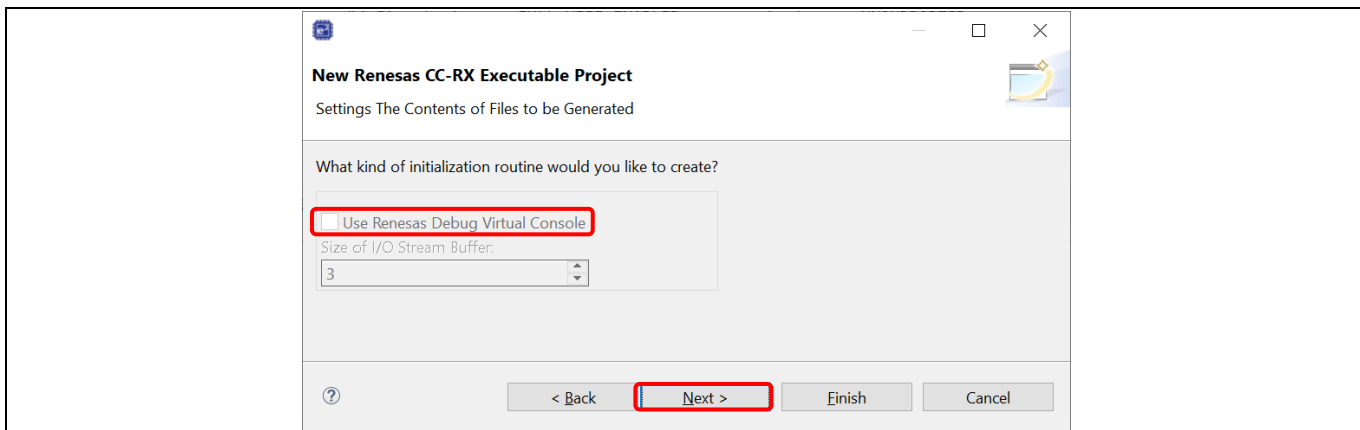 New Renesas CC-RX Executable Project
Settings The Contents of Files to be Generated
What kind of initialization routine would you like to create?
Use Renesas Debug Virtual Console
Size of I/O Stream Buffer:
3
< Back Next > Finish Cancel